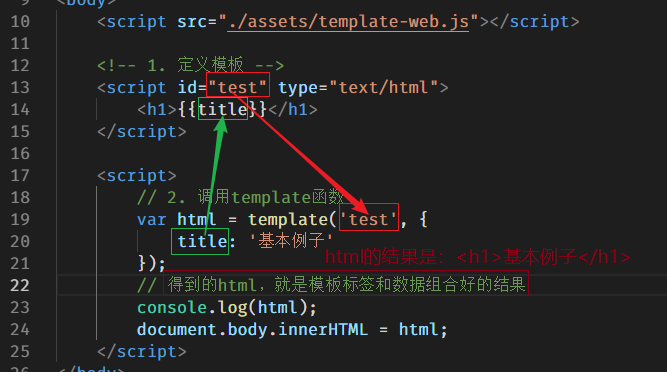 9 <body>
10 <script src="./assets/template-web.js"></script>
11
12 <!-- 1. 定义模板 -->
13 <script id="test" type="text/html">
14 <h1>{{title}}</h1>
15 </script>
16
17 <script>
18 // 2. 调用template函数
19 var html = template('test', {
20 title: '基本例子'
html的结果是：<h1>基本例子</h1>
21 });
22 // 得到的html，就是模板标签和数据组合好的结果
23 console.log(html);
24 document.body.innerHTML = html;
25 </script>
26 </body>